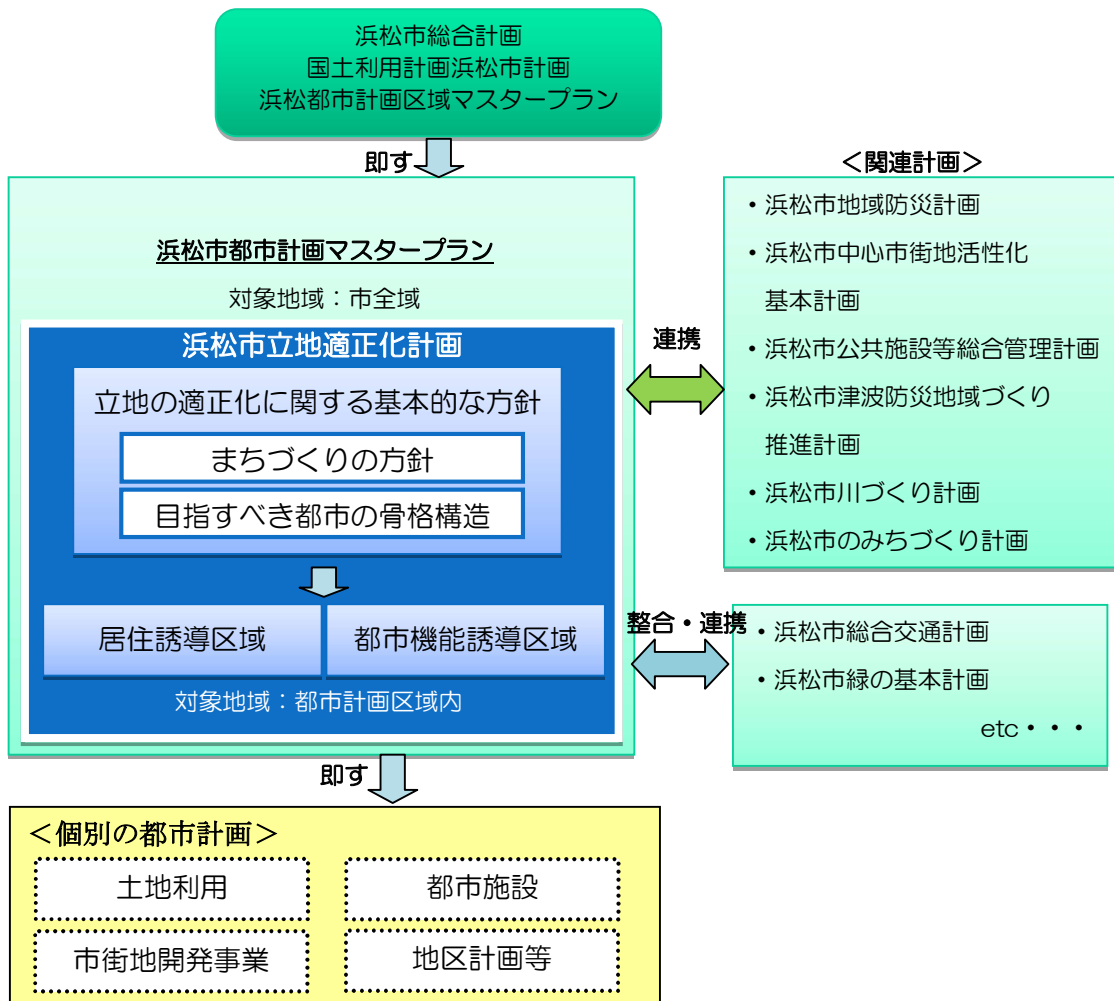 浜松市総合計画
国土利用計画浜松市計画
浜松都市計画区域マスタープラン
即す
浜松市都市計画マスタープラン
対象地域：市全域
浜松市立地適正化計画
立地の適正化に関する基本的な方針
まちづくりの方針
目指すべき都市の骨格構造
居住誘導区域
都市機能誘導区域
対象地域：都市計画区域内
連携
＜関連計画＞
・浜松市地域防災計画
・浜松市中心市街地活性化
基本計画
・浜松市公共施設等総合管理計画
・浜松市津波防災地域づくり
推進計画
・浜松市川づくり計画
・浜松市のみちづくり計画
整合・連携
・浜松市総合交通計画
・浜松市緑の基本計画
etc・・・
即す
＜個別の都市計画＞
土地利用
都市施設
市街地開発事業
地区計画等